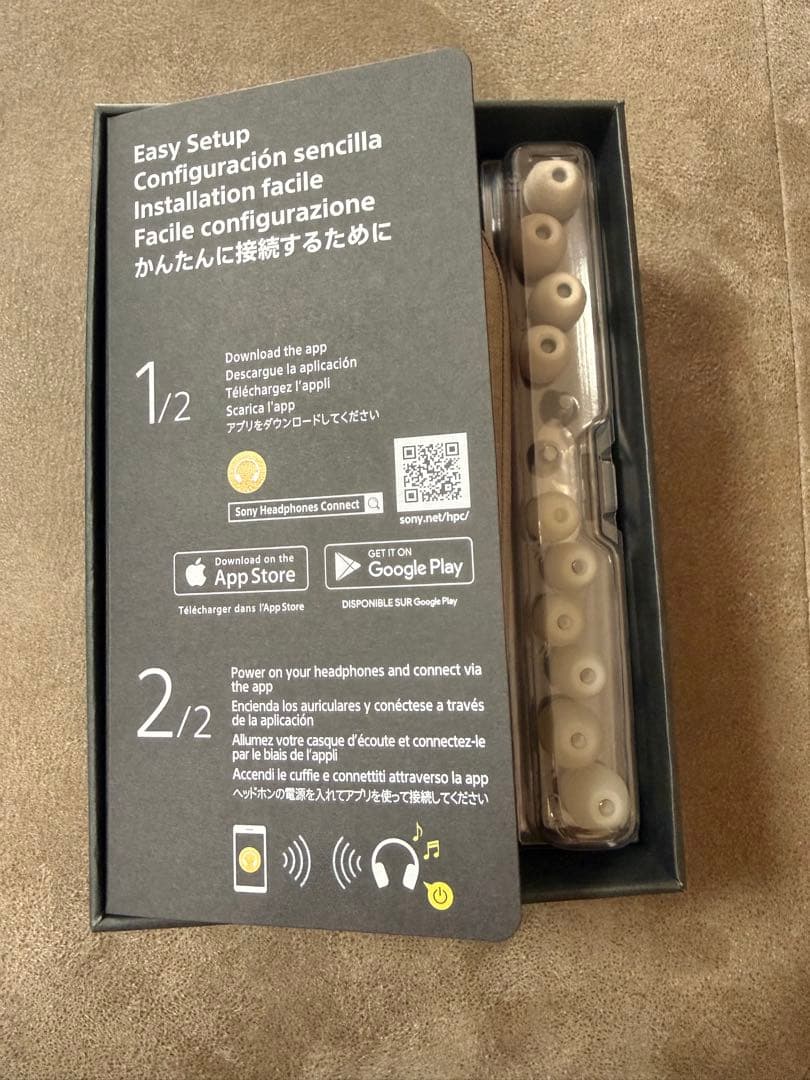 Easy Setup
Configuración sencilla
Installation facile
Facile configurazione
かんたんに接続するために
1/2
Download the app
Descargue la aplicación
Téléchargez l'appli
Scarica l'app
アプリをダウンロードしてください
Sony Headphones Connect
sony.net/hpc/
Download on the
App Store
GET IT ON
Google Play
Télécharger dans l'App Store
DISPONIBLE SUR Google Play
2/2
Power on your headphones and connect via
the app
Encienda los auriculares y conéctese a través
de la aplicación
Allumez votre casque d'écoute et connectez-le
par le biais de l'appli
Accendi le cuffie e connettiti attraverso la app
ヘッドホンの電源を入れてアプリを使って接続してください